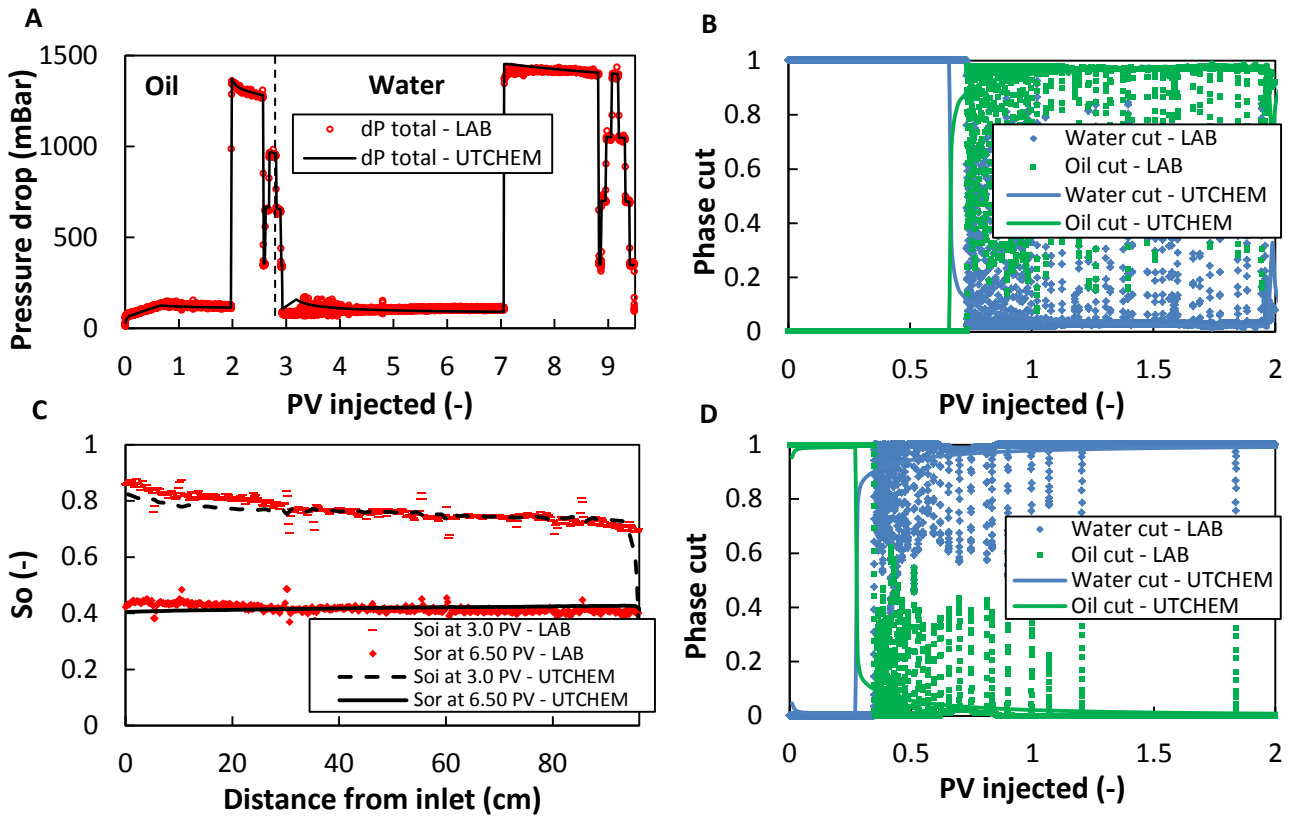 A
Pressure drop (mBar)
1500
1000
500
0
Oil
Water
dP total - LAB
dP total - UTCHEM
0 1 2 3 4 5 6 7 8 9
PV injected (-)
B
Phase cut
1
0.8
0.6
0.4
0.2
0
Water cut - LAB
Oil cut - LAB
Water cut - UTCHEM
Oil cut - UTCHEM
0 0.5 1 1.5 2
PV injected (-)
C
So (-)
1
0.8
0.6
0.4
0.2
0
Soi at 3.0 PV - LAB
Sor at 6.50 PV - LAB
Soi at 3.0 PV - UTCHEM
Sor at 6.50 PV - UTCHEM
0 20 40 60 80
Distance from inlet (cm)
D
Phase cut
1
0.8
0.6
0.4
0.2
0
Water cut - LAB
Oil cut - LAB
Water cut - UTCHEM
Oil cut - UTCHEM
0 0.5 1 1.5 2
PV injected (-)